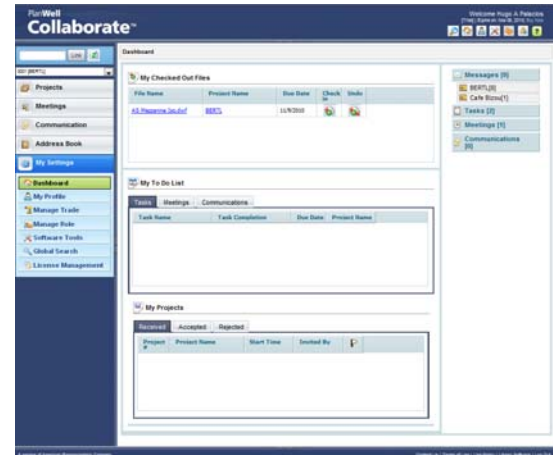 PlanWell
Collaborate™
Welcome Hugo A Palacios
Link
Dashboard
Projects
Meetings
Communication
Address Book
My Settings
Dashboard
My Profile
Manage Trade
Manage Role
Software Tools
Global Search
License Management
My Checked Out Files
File Name Project Name Due Date Check in Undo
BERTL 11/9/2010
My To Do List
Tasks Meetings Communications
Task Name Task Completion Due Date Project Name
My Projects
Received Accepted Rejected
Project # Project Name Start Time Invited By
Messages [0]
BERTL[0]
Cafe Bizou[1]
Tasks [2]
Meetings [1]
Communications [0]